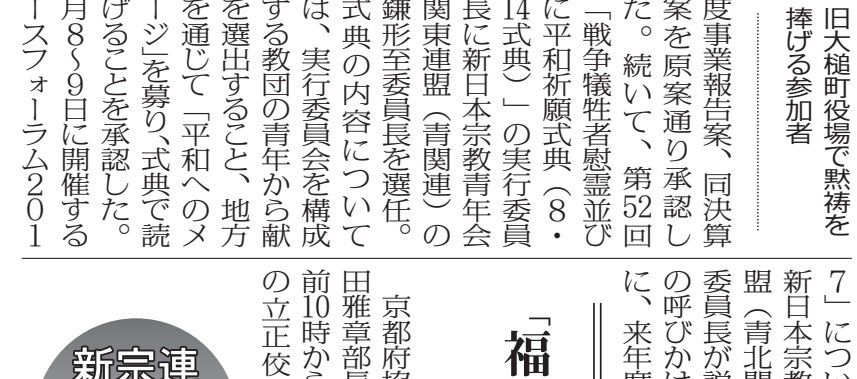 旧大槌町役場で黙祷を
捧げる参加者
度事業報告案、同決算
案を原案通り承認し
た。続いて、第52回
「戦争犠牲者慰霊並び
に平和祈願式典（8・
14式典）」の実行委員
長に新日本宗教青年会
関東連盟（青関連）の
鎌形至委員長を選任。
式典の内容について
は、実行委員会を構成
する教団の青年から献
を選出すること、地方
を通じて「平和へのメ
ージ」を募り、式典で読
げることを承認した。
月8～9日に開催する
ースフォーラム201
7」につい
新日本宗教
盟（青北関
委員長が説
の呼びかけ
に、来年度
「福
京都府協
田雅章部長
前10時から
の立正佼
新宗連